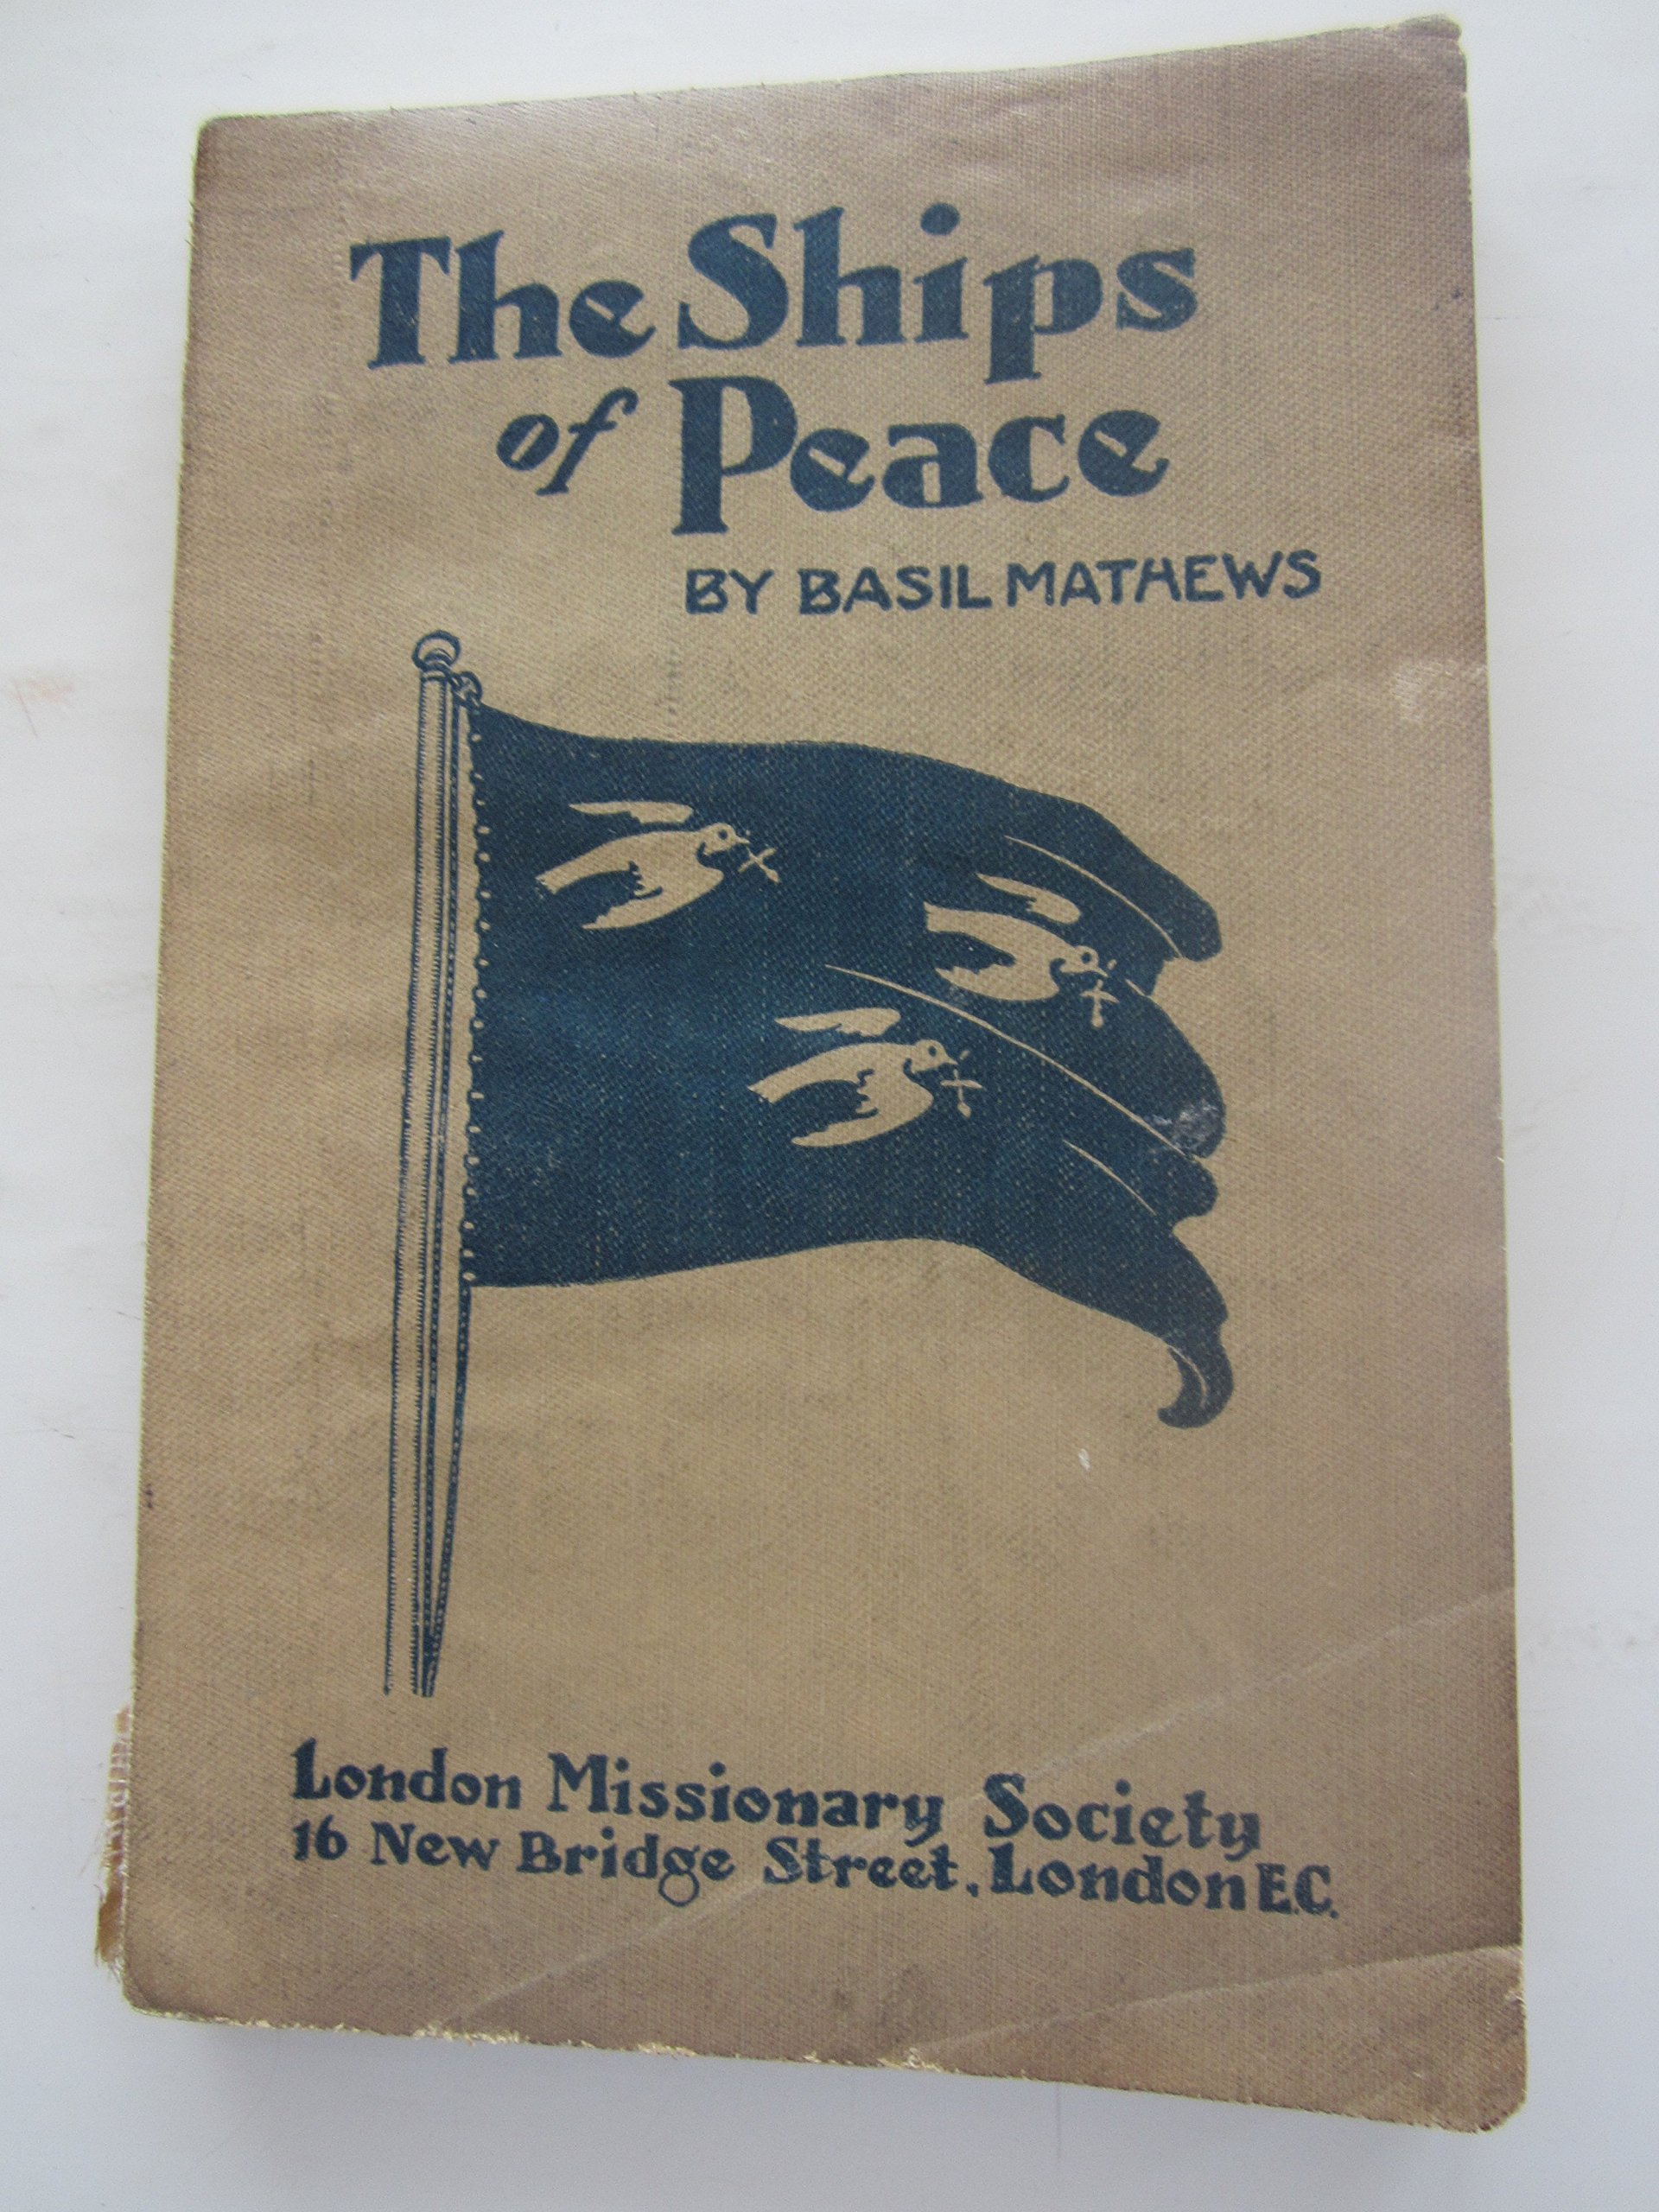 The Ships
of Peace
BY BASIL MATHEWS
London Missionary Society
16 New Bridge Street, London E.C.